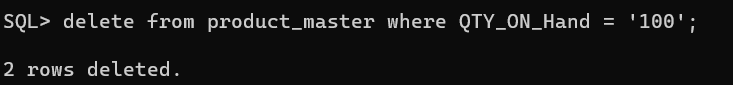 SQL> delete from product_master where QTY_ON_Hand = '100';
2 rows deleted.